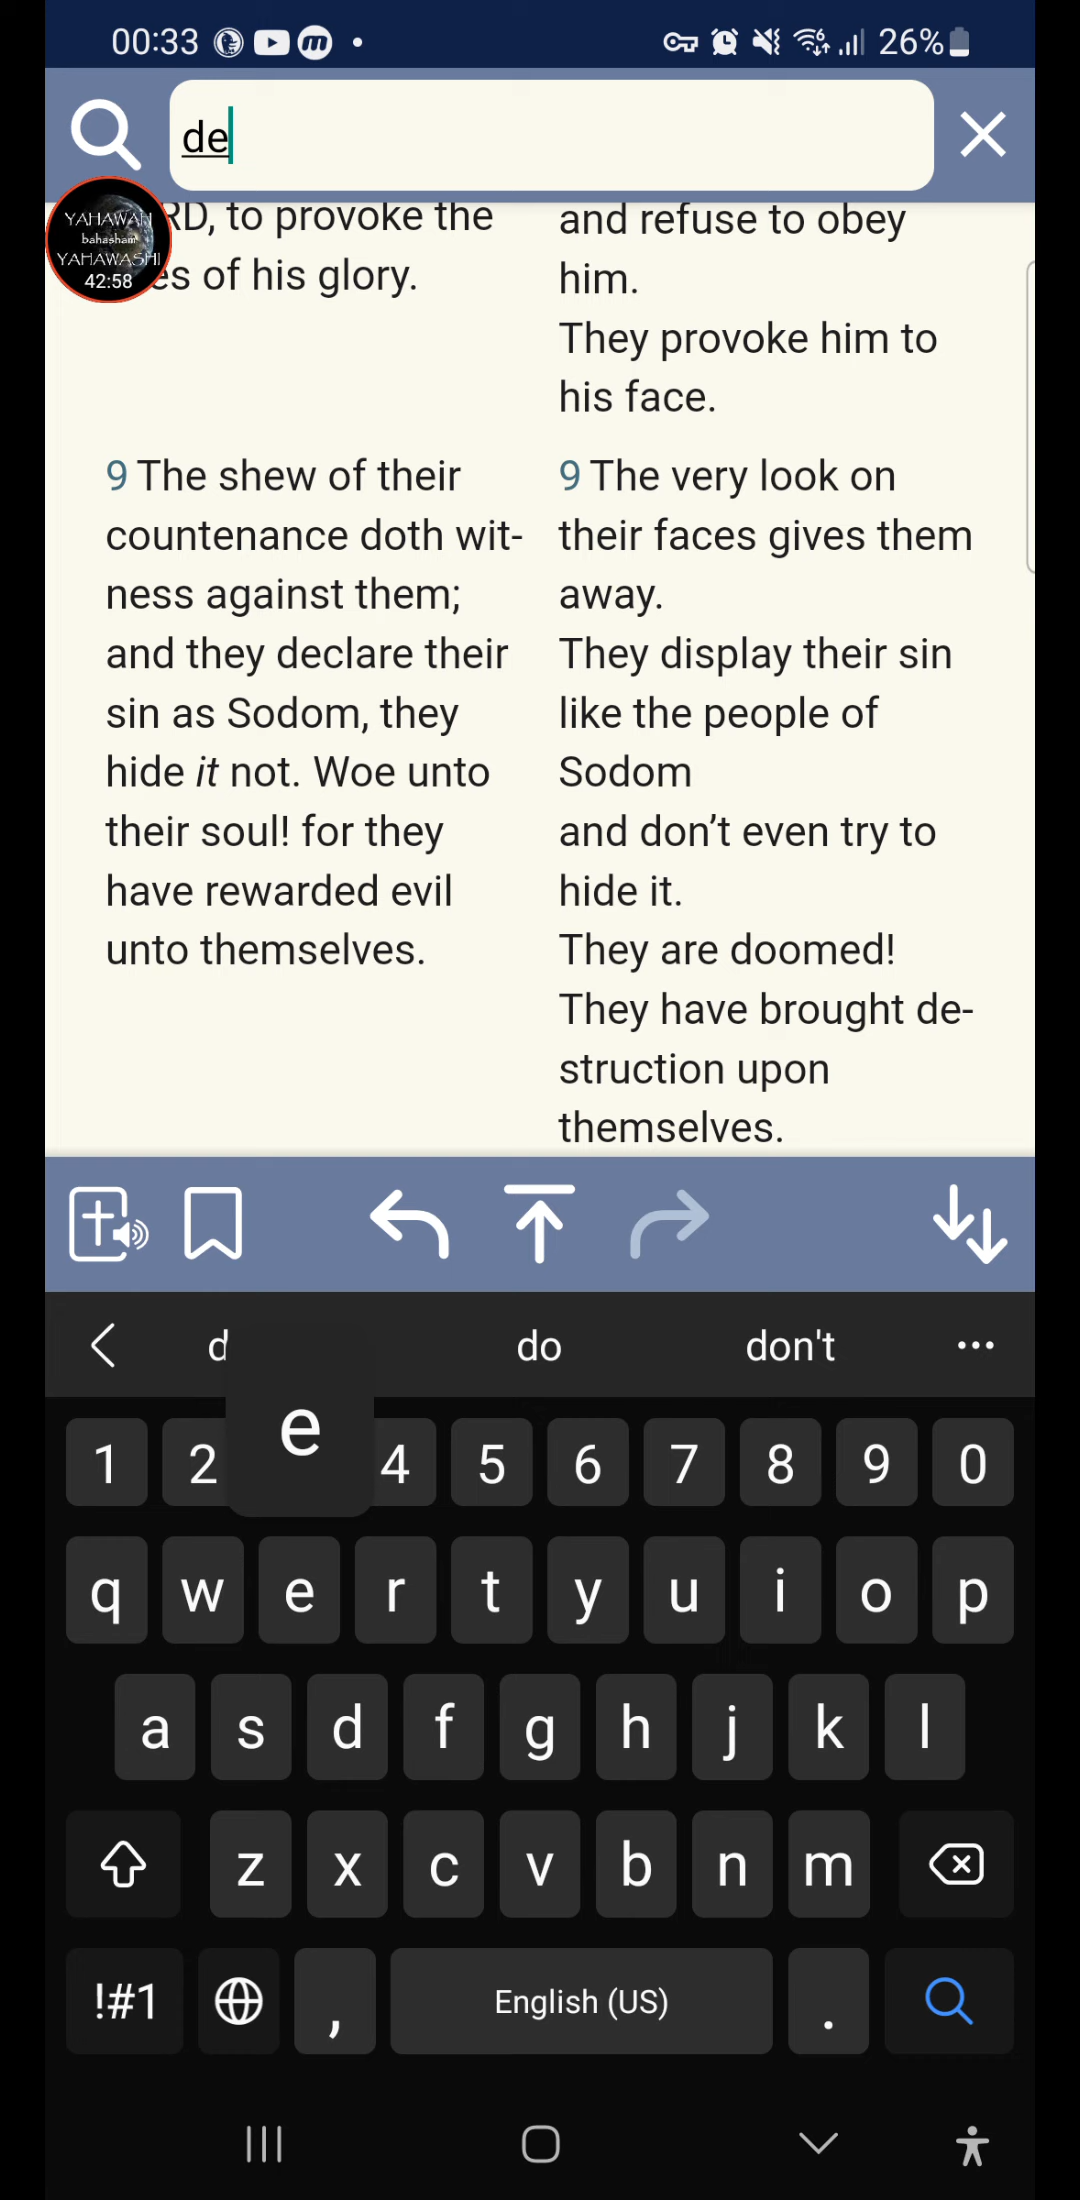 00:33
26%
de
YAHAWAH
bahasham
YAHAWASHI
42:58
RD, to provoke the
es of his glory.
9 The shew of their
countenance doth wit-
ness against them;
and they declare their
sin as Sodom, they
hide it not. Woe unto
their soul! for they
have rewarded evil
unto themselves.
and refuse to obey
him.
They provoke him to
his face.
9 The very look on
their faces gives them
away.
They display their sin
like the people of
Sodom
and don’t even try to
hide it.
They are doomed!
They have brought de-
struction upon
themselves.
d do don't ...
e
1 2 4 5 6 7 8 9 0
q w e r t y u i o p
a s d f g h j k l
z x c v b n m
!#1 , English (US) .